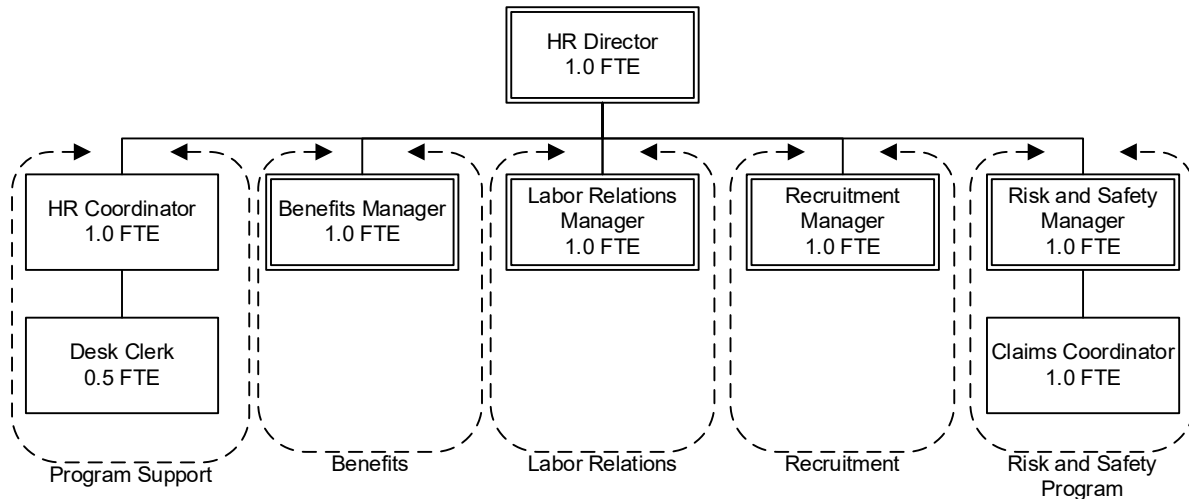 HR Director
1.0 FTE
HR Coordinator
1.0 FTE
Benefits Manager
1.0 FTE
Labor Relations
Manager
1.0 FTE
Recruitment
Manager
1.0 FTE
Risk and Safety
Manager
1.0 FTE
Desk Clerk
0.5 FTE
Claims Coordinator
1.0 FTE
Program Support
Benefits
Labor Relations
Recruitment
Risk and Safety
Program